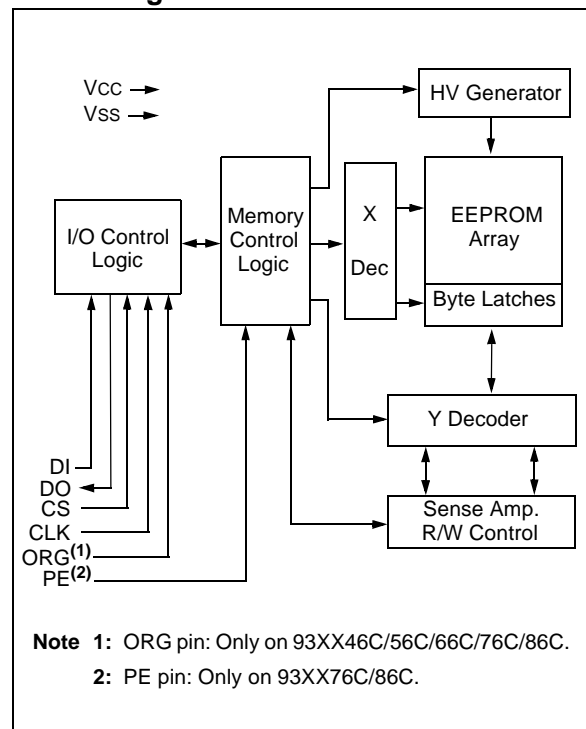 VCC
VSS
HV Generator
I/O Control
Logic
Memory
Control
Logic
X
Dec
EEPROM
Array
Byte Latches
Y Decoder
Sense Amp.
R/W Control
DI
DO
CS
CLK
ORG(1)
PE(2)
Note 1: ORG pin: Only on 93XX46C/56C/66C/76C/86C.
2: PE pin: Only on 93XX76C/86C.